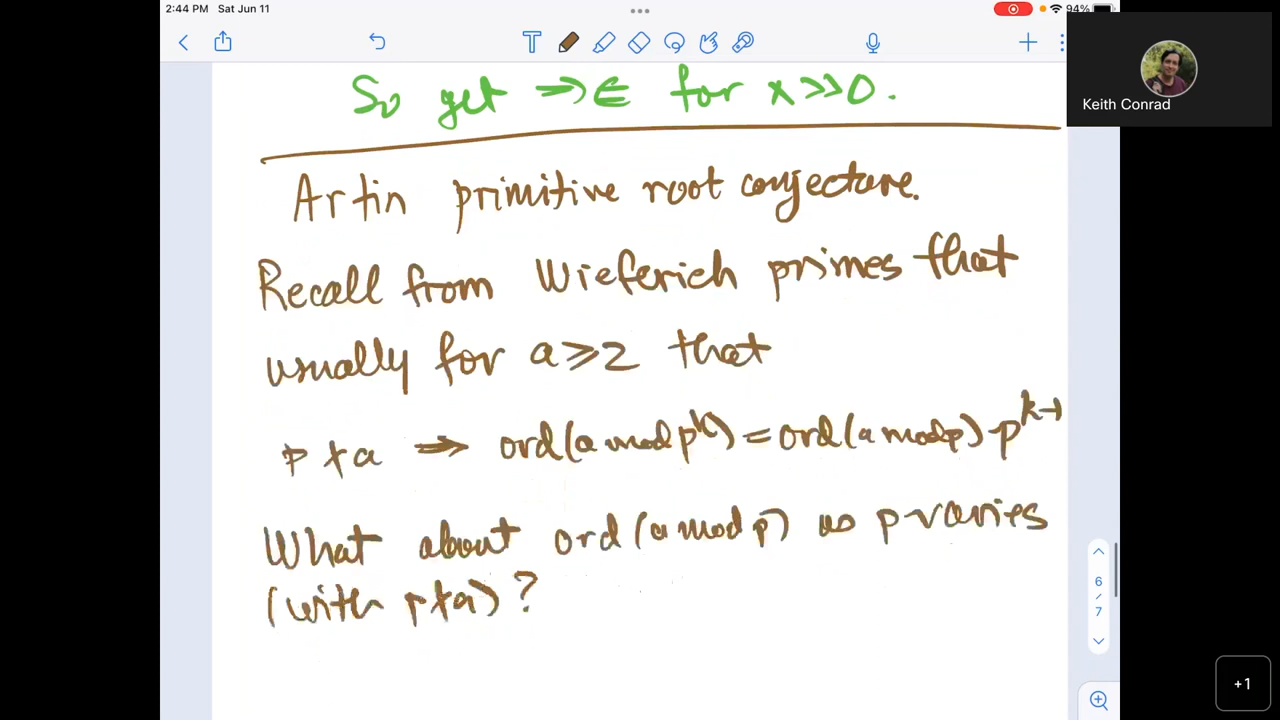 2:44 PM Sat Jun 11
94%
Keith Conrad
So get ⇒∈ for x>>0.
Artin primitive root conjecture.
Recall from Wieferich primes that
usually for a≥2 that
p∤a ⇒ ord(a mod p^k) = ord(a mod p)·p^{k-1}
What about ord(a mod p) as p varies
(with p∤a)?
6
/
7
+1